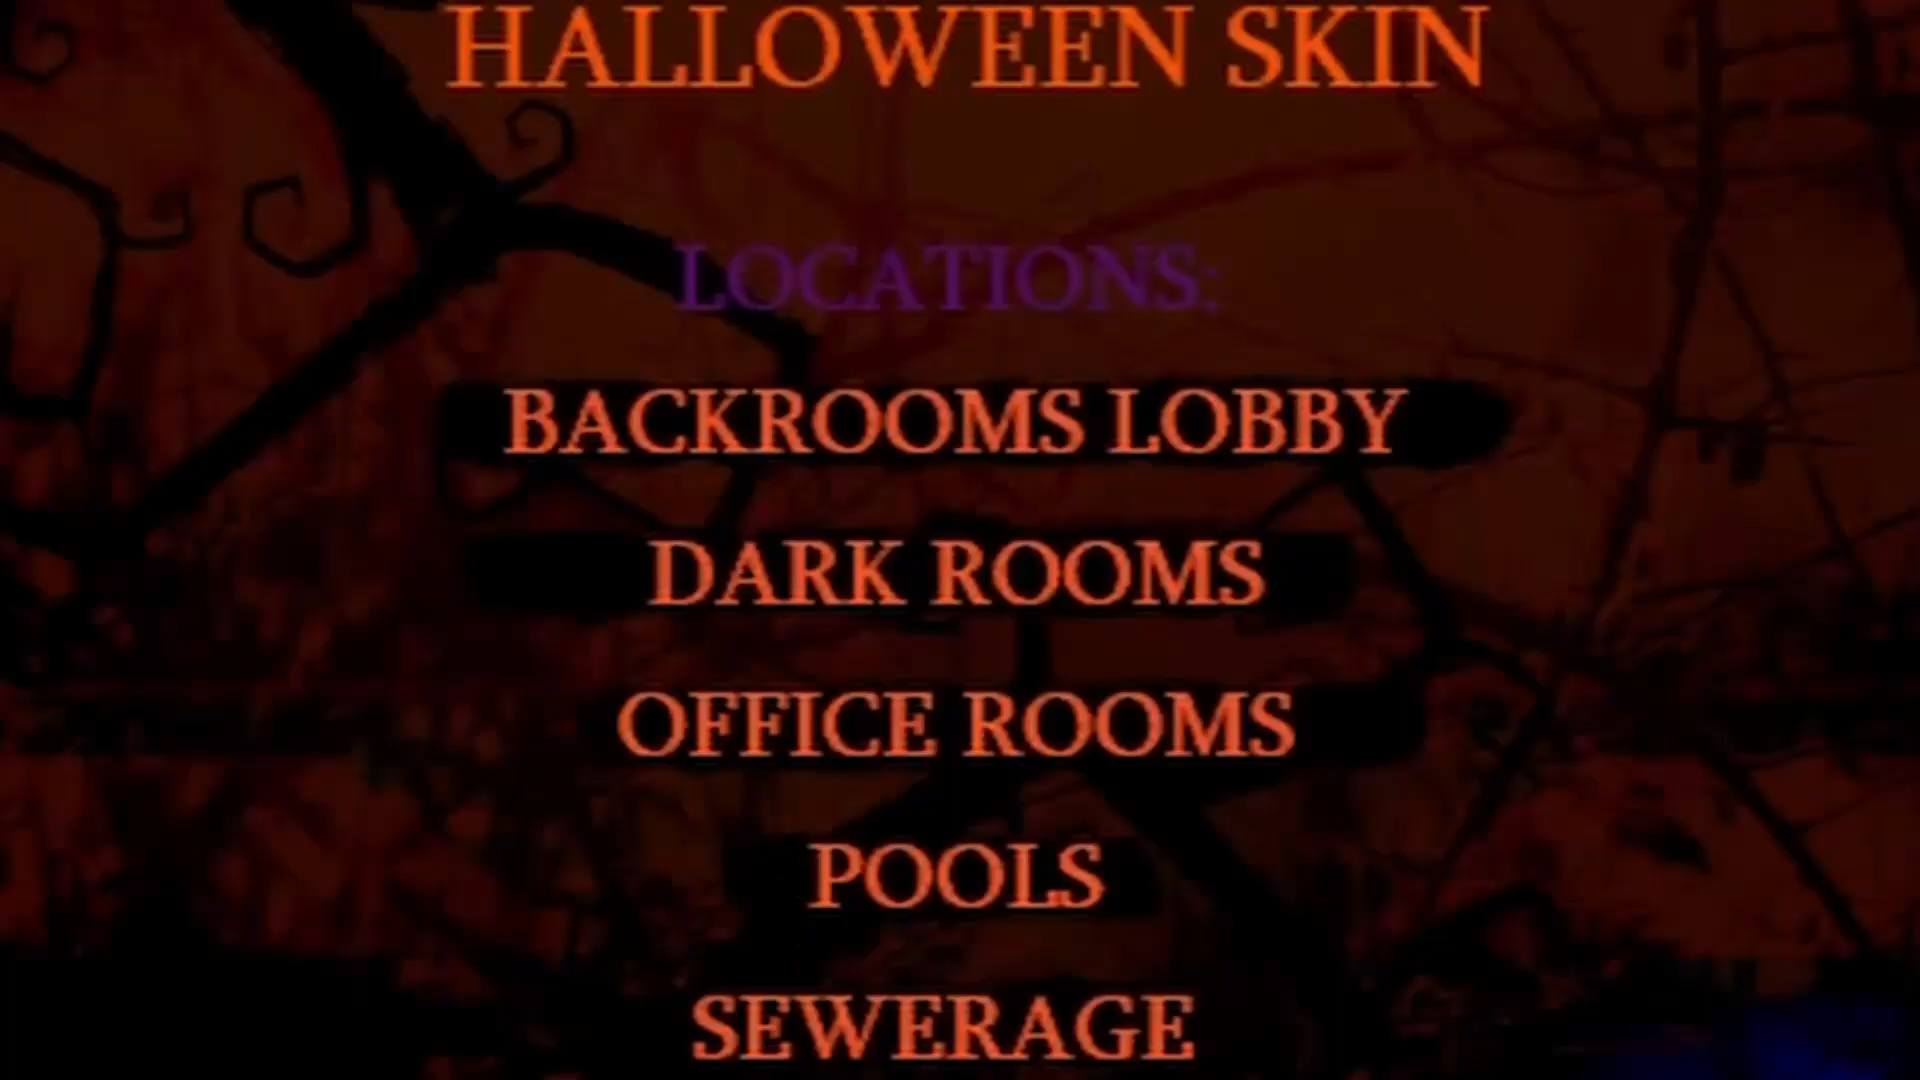 HALLOWEEN SKIN
LOCATIONS:
BACKROOMS LOBBY
DARK ROOMS
OFFICE ROOMS
POOLS
SEWERAGE